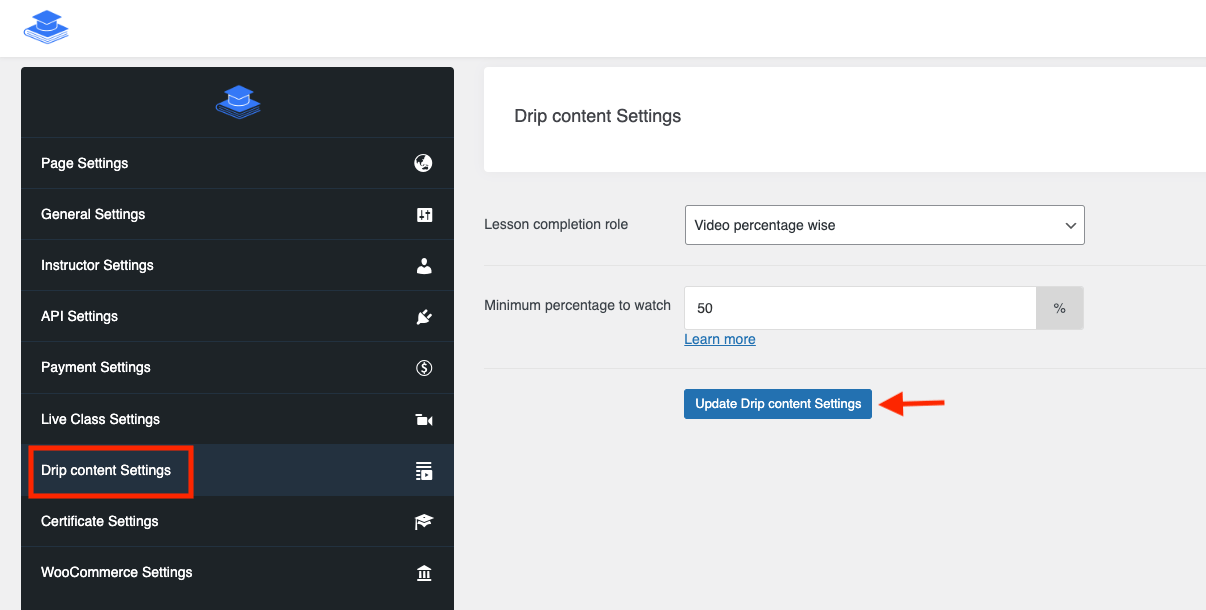 Page Settings
General Settings
Instructor Settings
API Settings
Payment Settings
Live Class Settings
Drip content Settings
Certificate Settings
WooCommerce Settings
Drip content Settings
Lesson completion role
Video percentage wise
Minimum percentage to watch
50
%
Learn more
Update Drip content Settings